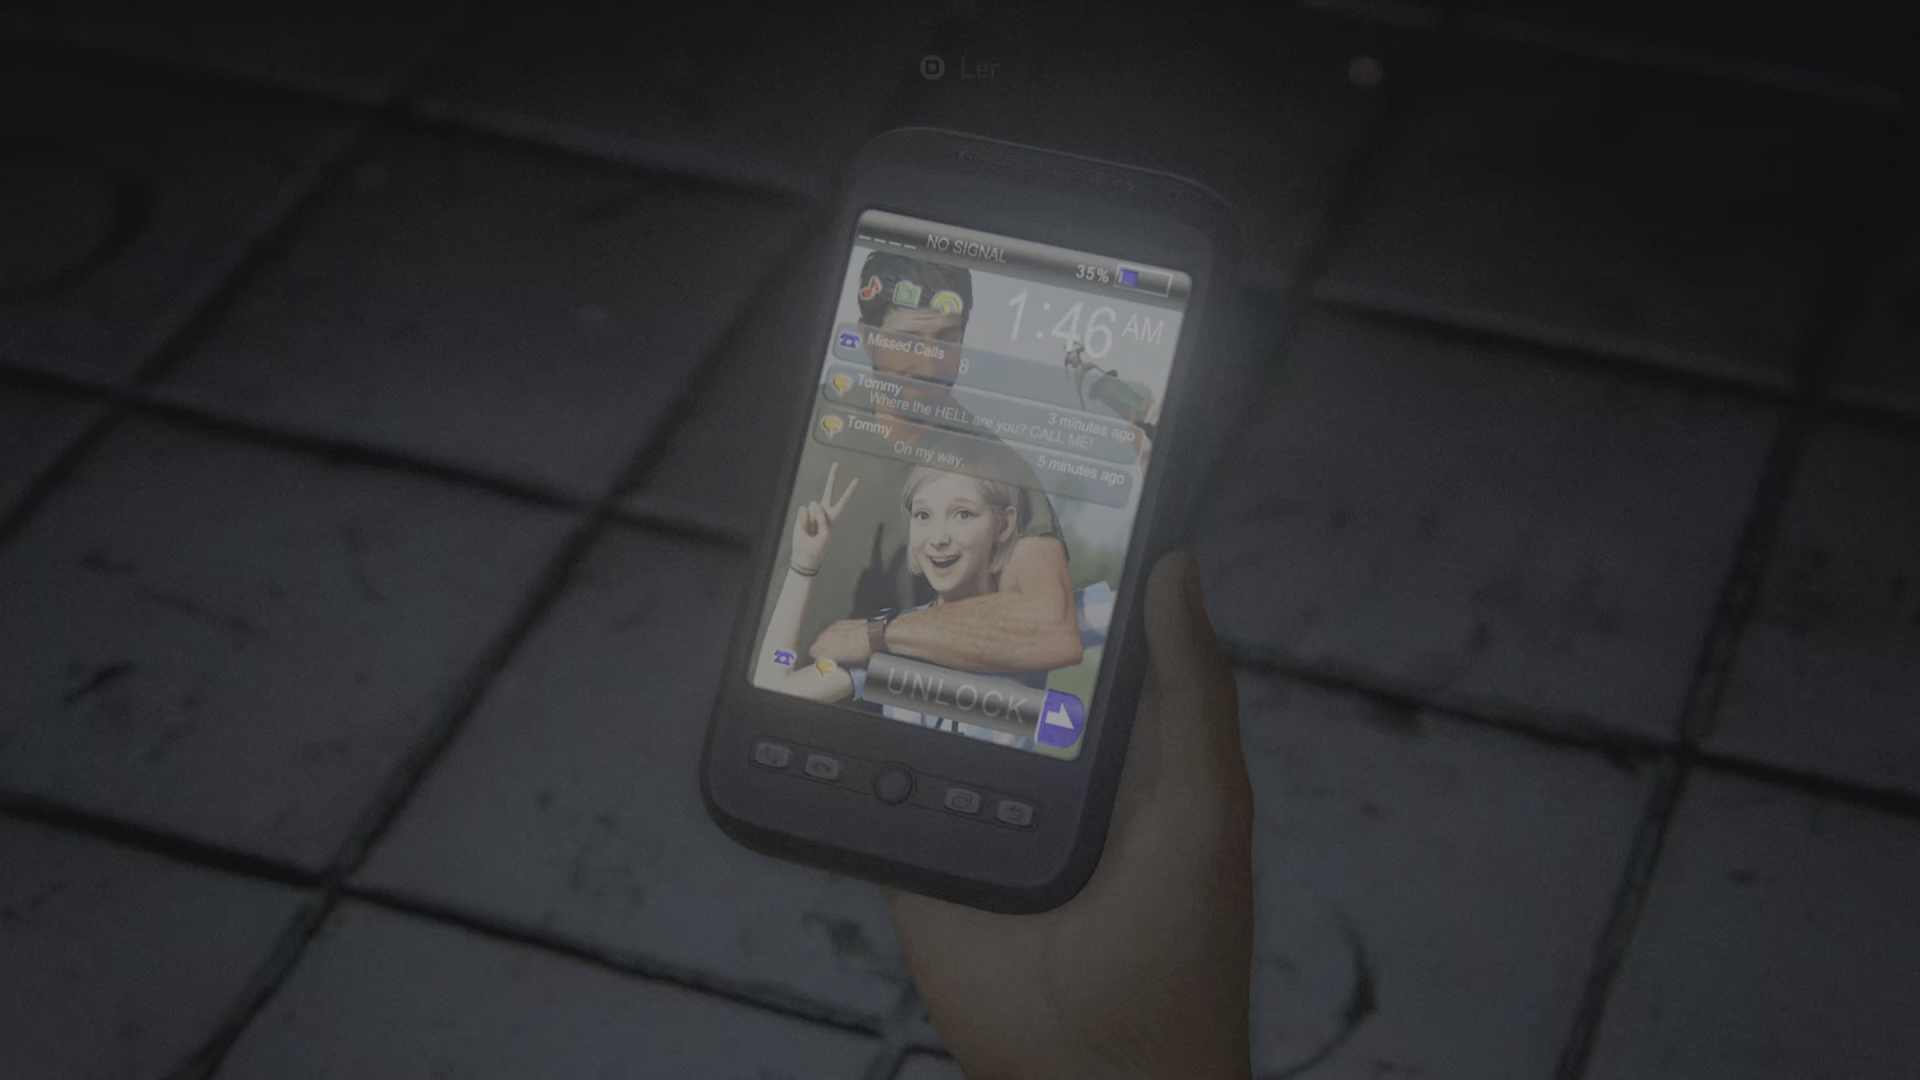 Ler
NO SIGNAL
35%
1:46 AM
Missed Calls
8
Tommy
3 minutes ago
Where the HELL are you? CALL ME!
Tommy
5 minutes ago
On my way.
UNLOCK